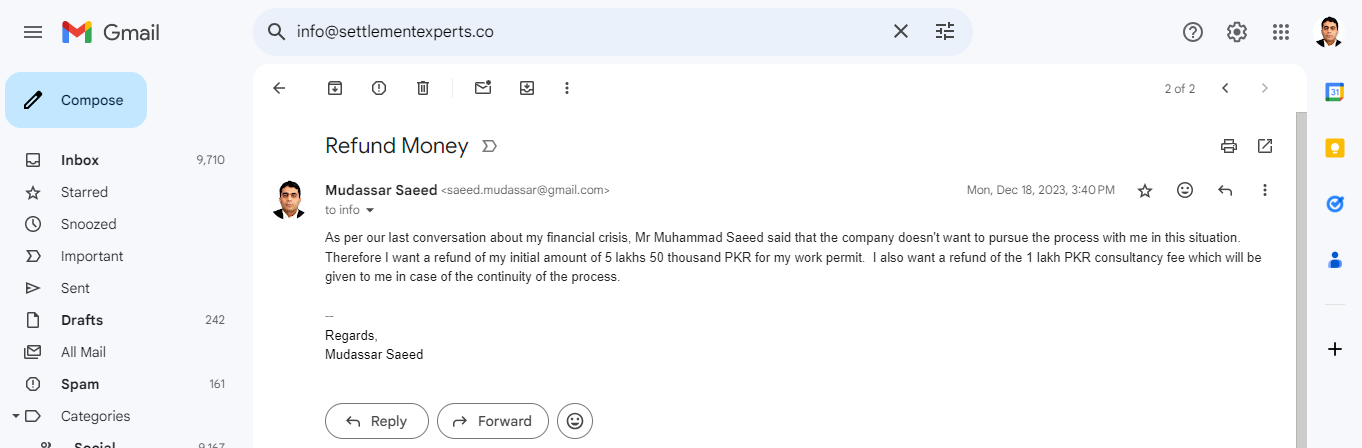 Gmail
info@settlementexperts.co
Compose
2 of 2
Inbox 9,710
Starred
Snoozed
Important
Sent
Drafts 242
All Mail
Spam 161
Categories
Refund Money
Mudassar Saeed <saeed.mudassar@gmail.com> Mon, Dec 18, 2023, 3:40 PM
to info
As per our last conversation about my financial crisis, Mr Muhammad Saeed said that the company doesn't want to pursue the process with me in this situation.
Therefore I want a refund of my initial amount of 5 lakhs 50 thousand PKR for my work permit.  I also want a refund of the 1 lakh PKR consultancy fee which will be
given to me in case of the continuity of the process.
--
Regards,
Mudassar Saeed
Reply Forward
31
Social 9,167